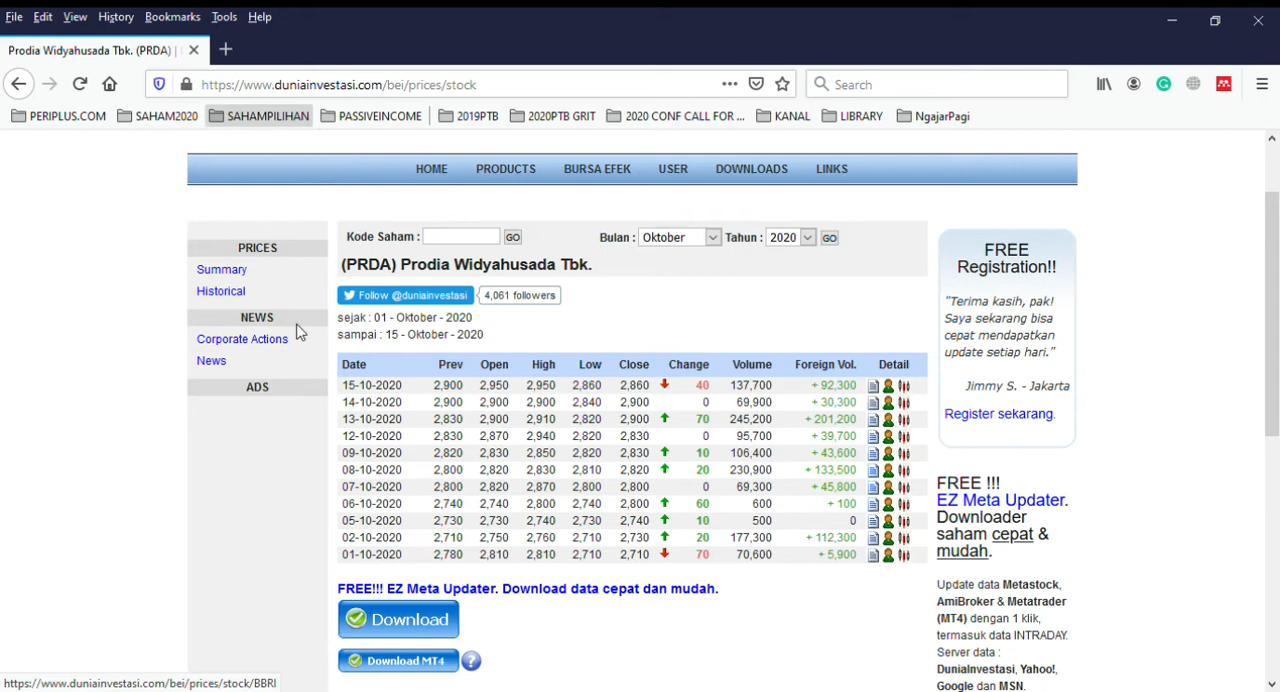 File Edit View History Bookmarks Tools Help
Prodia Widyahusada Tbk. (PRDA) |
https://www.duniainvestasi.com/bei/prices/stock
Search
PERIPLUS.COM SAHAM2020 SAHAMPILIHAN PASSIVEINCOME 2019PTB 2020PTB GRIT 2020 CONF CALL FOR ... KANAL LIBRARY NgajarPagi
HOME PRODUCTS BURSA EFEK USER DOWNLOADS LINKS
PRICES
Summary
Historical
NEWS
Corporate Actions
News
ADS
Kode Saham : GO Bulan : Oktober Tahun : 2020 GO
(PRDA) Prodia Widyahusada Tbk.
Follow @duniainvestasi 4,061 followers
sejak : 01 - Oktober - 2020
sampai : 15 - Oktober - 2020
Date Prev Open High Low Close Change Volume Foreign Vol. Detail
15-10-2020 2,900 2,950 2,950 2,860 2,860 40 137,700 + 92,300
14-10-2020 2,900 2,900 2,900 2,840 2,900 0 69,900 + 30,300
13-10-2020 2,830 2,900 2,910 2,820 2,900 70 245,200 + 201,200
12-10-2020 2,830 2,870 2,940 2,820 2,830 0 95,700 + 39,700
09-10-2020 2,820 2,830 2,850 2,820 2,830 10 106,400 + 43,600
08-10-2020 2,800 2,820 2,830 2,810 2,820 20 230,900 + 133,500
07-10-2020 2,800 2,820 2,870 2,800 2,800 0 69,300 + 45,800
06-10-2020 2,740 2,740 2,800 2,740 2,800 60 600 + 100
05-10-2020 2,730 2,730 2,740 2,730 2,740 10 500 0
02-10-2020 2,710 2,750 2,760 2,710 2,730 20 177,300 + 112,300
01-10-2020 2,780 2,810 2,810 2,710 2,710 70 70,600 + 5,900
FREE!!! EZ Meta Updater. Download data cepat dan mudah.
Download
Download MT4 ?
FREE
Registration!!
"Terima kasih, pak!
Saya sekarang bisa
cepat mendapatkan
update setiap hari."
Jimmy S. - Jakarta
Register sekarang.
FREE !!!
EZ Meta Updater.
Downloader
saham cepat &
mudah.
Update data Metastock,
AmiBroker & Metatrader
(MT4) dengan 1 klik,
termasuk data INTRADAY.
Server data :
DuniaInvestasi, Yahoo!,
Google dan MSN.
https://www.duniainvestasi.com/bei/prices/stock/BBRI